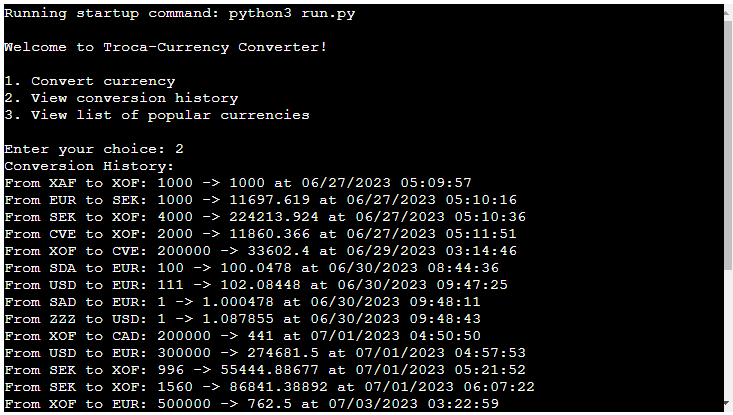 Running startup command: python3 run.py
Welcome to Troca-Currency Converter!
1. Convert currency
2. View conversion history
3. View list of popular currencies
Enter your choice: 2
Conversion History:
From XAF to XOF: 1000 -> 1000 at 06/27/2023 05:09:57
From EUR to SEK: 1000 -> 11697.619 at 06/27/2023 05:10:16
From SEK to XOF: 4000 -> 224213.924 at 06/27/2023 05:10:36
From CVE to XOF: 2000 -> 11860.366 at 06/27/2023 05:11:51
From XOF to CVE: 200000 -> 33602.4 at 06/29/2023 03:14:46
From SDA to EUR: 100 -> 100.0478 at 06/30/2023 08:44:36
From USD to EUR: 111 -> 102.08448 at 06/30/2023 09:47:25
From SAD to EUR: 1 -> 1.000478 at 06/30/2023 09:48:11
From ZZZ to USD: 1 -> 1.087855 at 06/30/2023 09:48:43
From XOF to CAD: 200000 -> 441 at 07/01/2023 04:50:50
From USD to EUR: 300000 -> 274681.5 at 07/01/2023 04:57:53
From SEK to XOF: 996 -> 55444.88677 at 07/01/2023 05:21:52
From SEK to XOF: 1560 -> 86841.38892 at 07/01/2023 06:07:22
From XOF to EUR: 500000 -> 762.5 at 07/03/2023 03:22:59